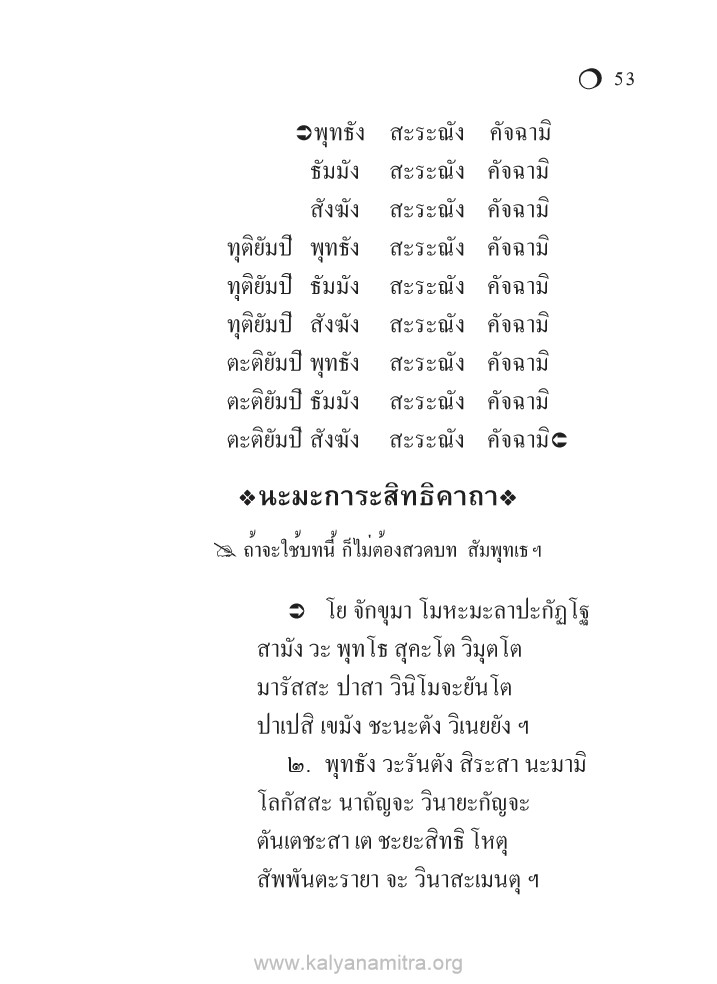 53
➲พุทธัง สะระณัง คัจฉามิ
ธัมมัง สะระณัง คัจฉามิ
สังฆัง สะระณัง คัจฉามิ
ทุติยัมปี พุทธัง สะระณัง คัจฉามิ
ทุติยัมปี ธัมมัง สะระณัง คัจฉามิ
ทุติยัมปี สังฆัง สะระณัง คัจฉามิ
ตะติยัมปี พุทธัง สะระณัง คัจฉามิ
ตะติยัมปี ธัมมัง สะระณัง คัจฉามิ
ตะติยัมปี สังฆัง สะระณัง คัจฉามิ
❖นะมะการะสิทธิคาถา❖
ถ้าจะใช้บทนี้ ก็ไม่ต้องสวดบท สัมพุทเธฯ
➲ โย จักขุมา โมหะมะลาปะกัฏโฐ
สามัง วะ พุทโธ สุคะโต วิมุตโต
มารัสสะ ปาสา วินิโมจะยันโต
ปาเปสิ เขมัง ชะนะตัง วิเนยยัง ฯ
๒. พุทธัง วะรันตัง สิระสา นะมามิ
โลกัสสะ นาถัญจะ วินายะกัญจะ
ตันเตชะสา เต ชะยะสิทธิ โหตุ
สัพพันตะรายา จะ วินาสะเมนตุ ฯ
www.kalyanamitra.org